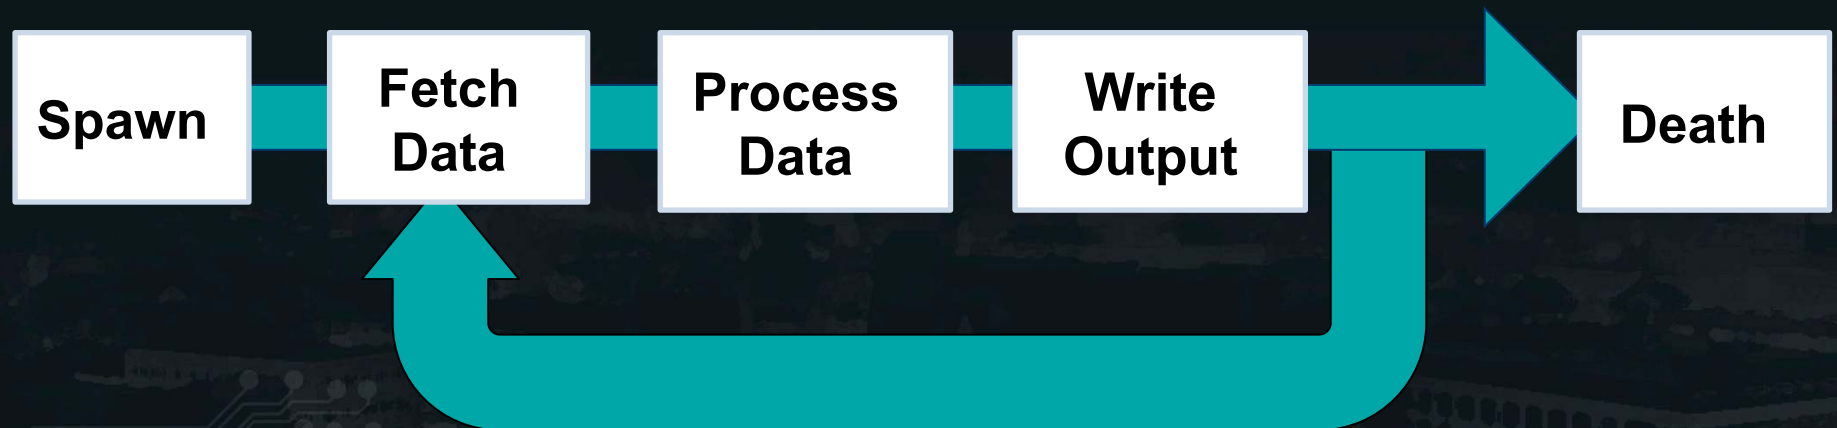 Spawn
Fetch
Data
Process
Data
Write
Output
Death